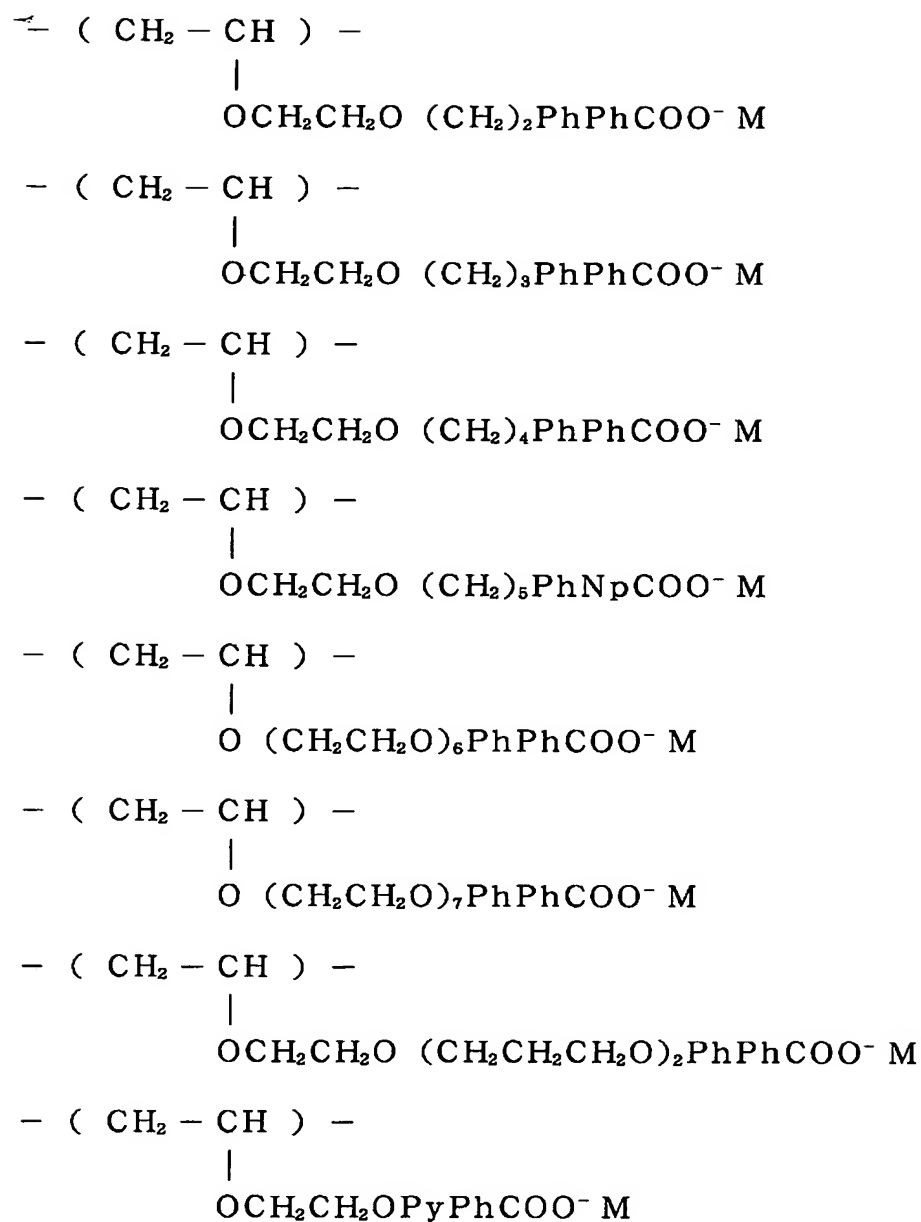 − ( CH₂ − CH ) −
|
OCH₂CH₂O (CH₂)₂PhPhCOO⁻ M
− ( CH₂ − CH ) −
|
OCH₂CH₂O (CH₂)₃PhPhCOO⁻ M
− ( CH₂ − CH ) −
|
OCH₂CH₂O (CH₂)₄PhPhCOO⁻ M
− ( CH₂ − CH ) −
|
OCH₂CH₂O (CH₂)₅PhNpCOO⁻ M
− ( CH₂ − CH ) −
|
O (CH₂CH₂O)₆PhPhCOO⁻ M
− ( CH₂ − CH ) −
|
O (CH₂CH₂O)₇PhPhCOO⁻ M
− ( CH₂ − CH ) −
|
OCH₂CH₂O (CH₂CH₂CH₂O)₂PhPhCOO⁻ M
− ( CH₂ − CH ) −
|
OCH₂CH₂OPyPhCOO⁻ M